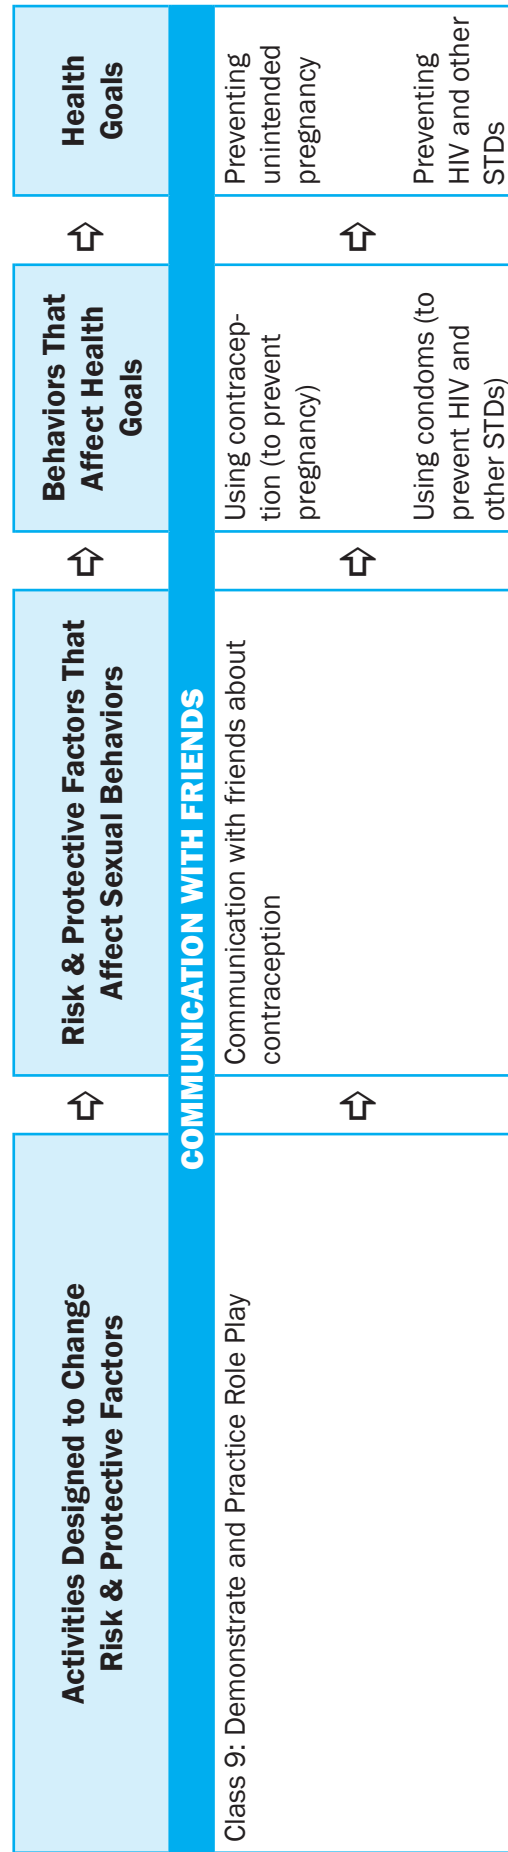 Activities Designed to Change
Risk & Protective Factors
Risk & Protective Factors That
Affect Sexual Behaviors
Behaviors That
Affect Health
Goals
Health
Goals
COMMUNICATION WITH FRIENDS
Class 9: Demonstrate and Practice Role Play
Communication with friends about
contraception
Using contracep-
tion (to prevent
pregnancy)
Using condoms (to
prevent HIV and
other STDs)
Preventing
unintended
pregnancy
Preventing
HIV and other
STDs